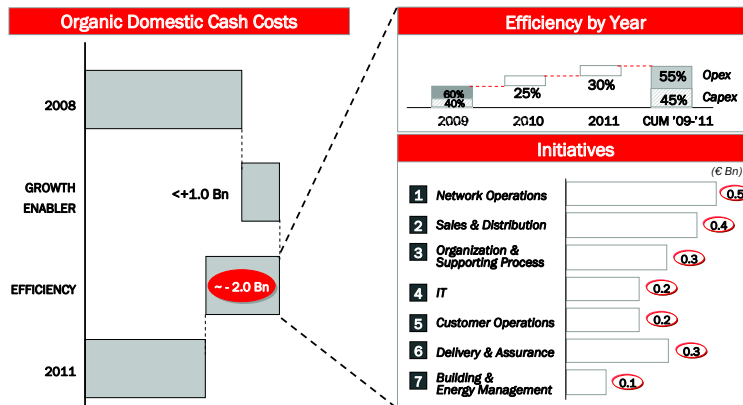 Organic Domestic Cash Costs
2008
GROWTH
ENABLER
<+1.0 Bn
EFFICIENCY
~ - 2.0 Bn
2011
Efficiency by Year
60%
40%
25%
30%
55%
45%
Opex
Capex
2009
2010
2011
CUM '09-'11
Initiatives
(€ Bn)
1 Network Operations 0.5
2 Sales & Distribution 0.4
3 Organization &
Supporting Process 0.3
4 IT 0.2
5 Customer Operations 0.2
6 Delivery & Assurance 0.3
7 Building &
Energy Management 0.1